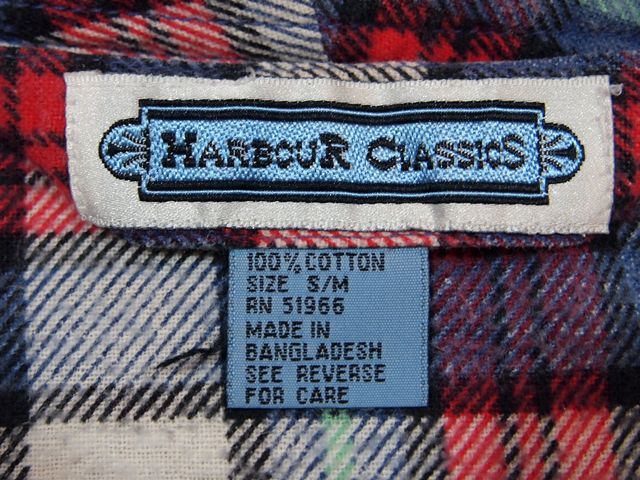 HARBOUR CLASSICS
100% COTTON
SIZE S/M
RN 51966
MADE IN
BANGLADESH
SEE REVERSE
FOR CARE